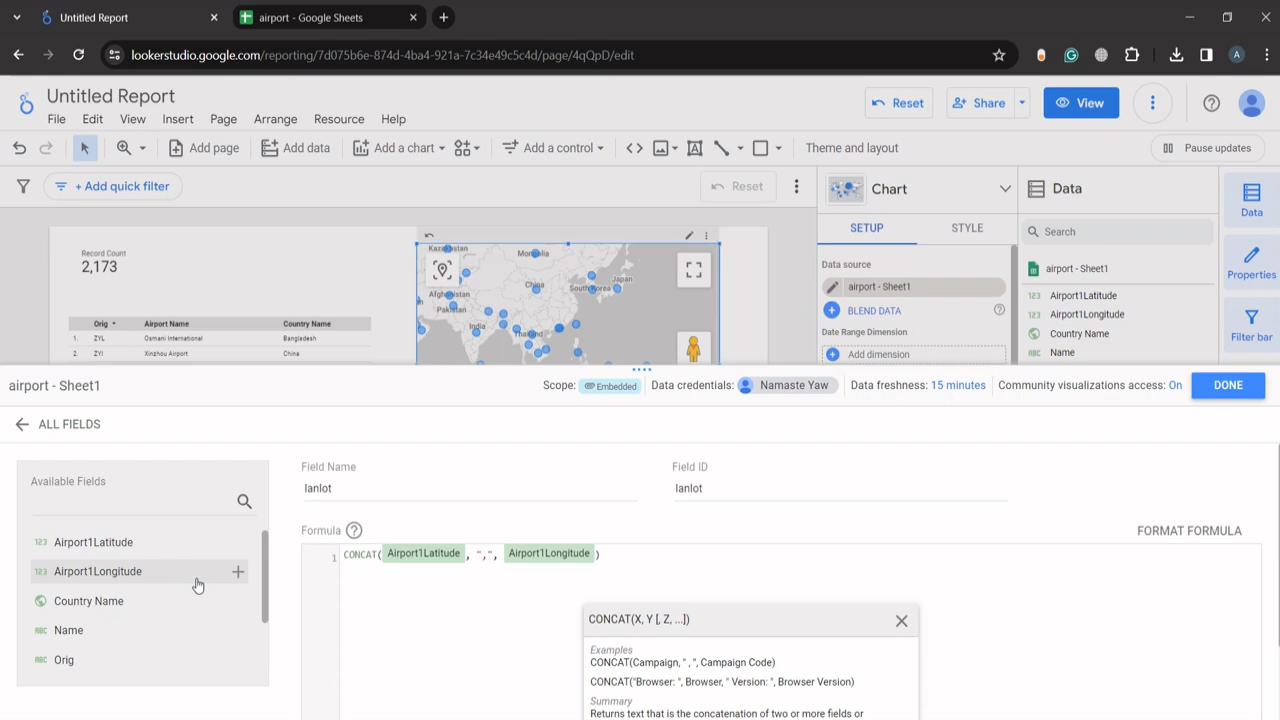 Untitled Report
airport - Google Sheets
lookerstudio.google.com/reporting/7d075b6e-874d-4ba4-921a-7c34e49c5c4d/page/4qQpD/edit
A
Untitled Report
Reset
Share
View
File Edit View Insert Page Arrange Resource Help
Add page
Add data
Add a chart
Add a control
Theme and layout
Pause updates
+ Add quick filter
Reset
Chart
Data
Data
SETUP
STYLE
Search
Record Count
2,173
Kazakhstan
Mongolia
Japan
China
South Korea
Afghanistan
Pakistan
India
Thailand
Data source
airport - Sheet1
airport - Sheet1
Properties
BLEND DATA
123 Airport1Latitude
123 Airport1Longitude
Date Range Dimension
Country Name
Filter bar
Add dimension
ABC Name
Orig Airport Name Country Name
1. ZYL Osmani International Bangladesh
2. ZYI Xinzhou Airport China
airport - Sheet1
Scope: Embedded
Data credentials: Namaste Yaw
Data freshness: 15 minutes
Community visualizations access: On
DONE
ALL FIELDS
Available Fields
123 Airport1Latitude
123 Airport1Longitude
Country Name
ABC Name
ABC Orig
Field Name
lanlot
Field ID
lanlot
Formula
FORMAT FORMULA
1 CONCAT( Airport1Latitude , ",", Airport1Longitude )
CONCAT(X, Y [, Z, ...])
Examples
CONCAT(Campaign, " , ", Campaign Code)
CONCAT("Browser: ", Browser, " Version: ", Browser Version)
Summary
Returns text that is the concatenation of two or more fields or